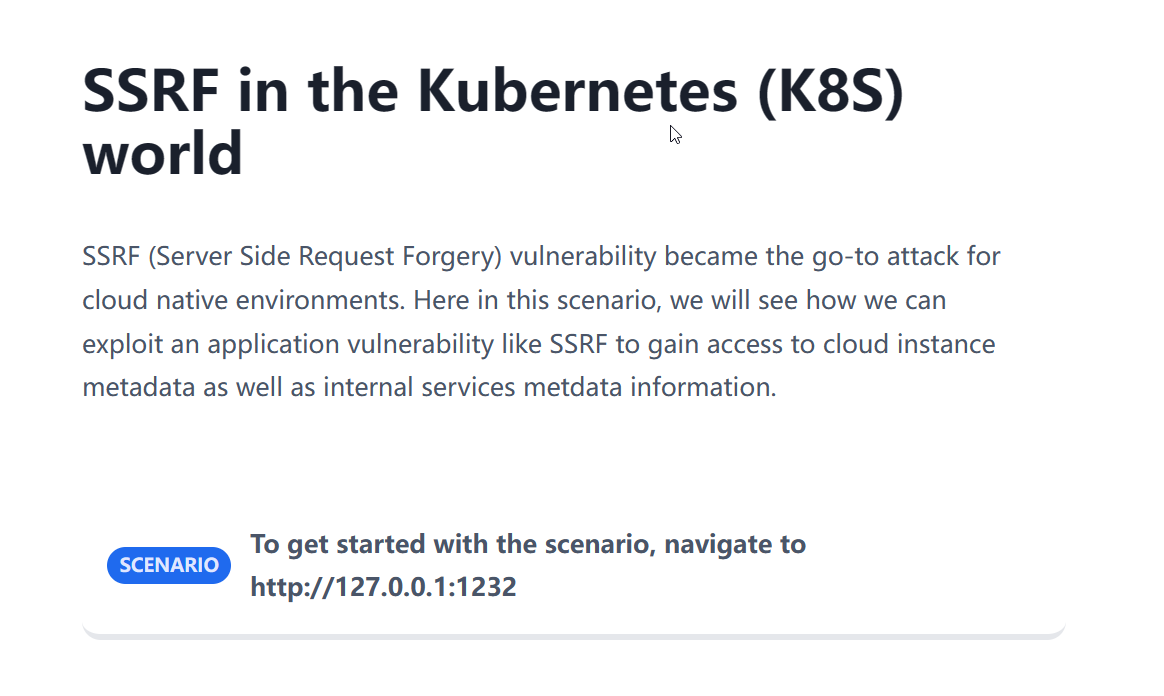 SSRF in the Kubernetes (K8S)
world
SSRF (Server Side Request Forgery) vulnerability became the go-to attack for
cloud native environments. Here in this scenario, we will see how we can
exploit an application vulnerability like SSRF to gain access to cloud instance
metadata as well as internal services metdata information.
SCENARIO
To get started with the scenario, navigate to
http://127.0.0.1:1232